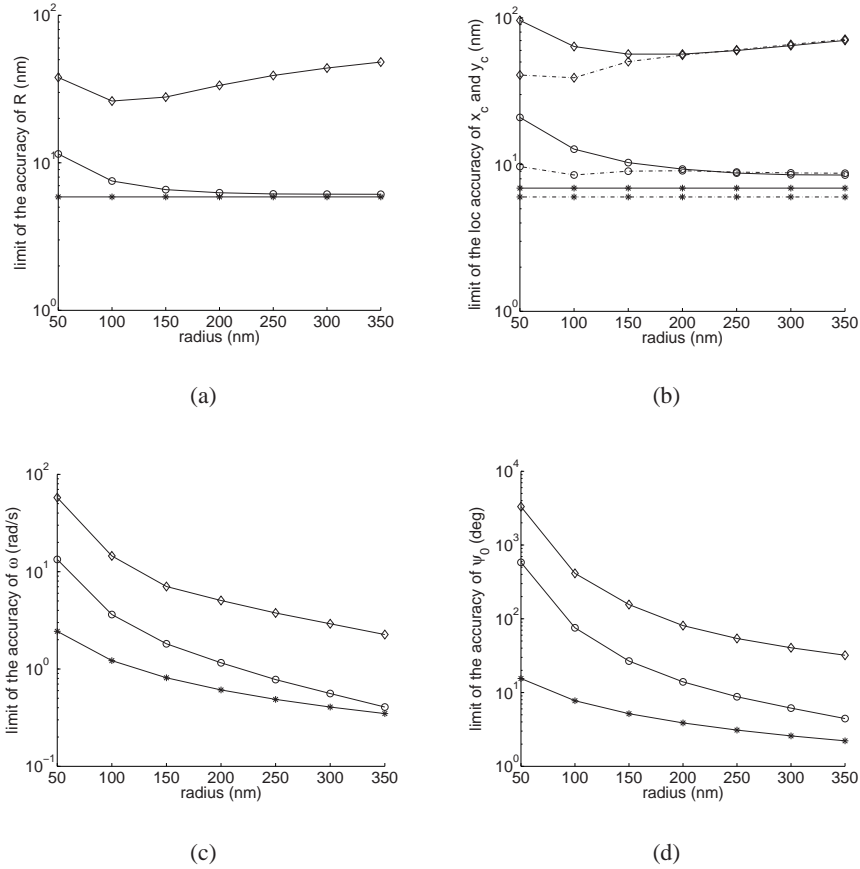 limit of the accuracy of R (nm)
10^2
10^1
10^0
50 100 150 200 250 300 350
radius (nm)
(a)
limit of the loc accuracy of x_c and y_c (nm)
10^2
10^1
10^0
50 100 150 200 250 300 350
radius (nm)
(b)
limit of the accuracy of ω (rad/s)
10^2
10^1
10^0
10^−1
50 100 150 200 250 300 350
radius (nm)
(c)
limit of the accuracy of ψ_0 (deg)
10^4
10^3
10^2
10^1
10^0
50 100 150 200 250 300 350
radius (nm)
(d)